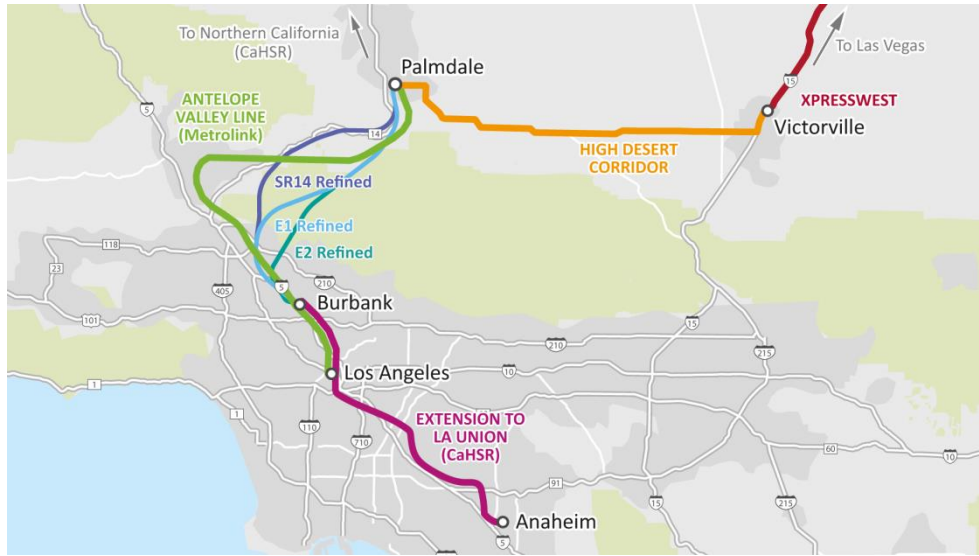 To Northern California
(CaHSR)
To Las Vegas
Palmdale
15
5
ANTELOPE
VALLEY LINE
(Metrolink)
XPRESSWEST
Victorville
14
HIGH DESERT
CORRIDOR
SR14 Refined
E1 Refined
E2 Refined
118
23
210
5
405
Burbank
101
15
210
215
Los Angeles
10
1
1
EXTENSION TO
LA UNION
(CaHSR)
110
710
60
10
91
15
215
Anaheim
5